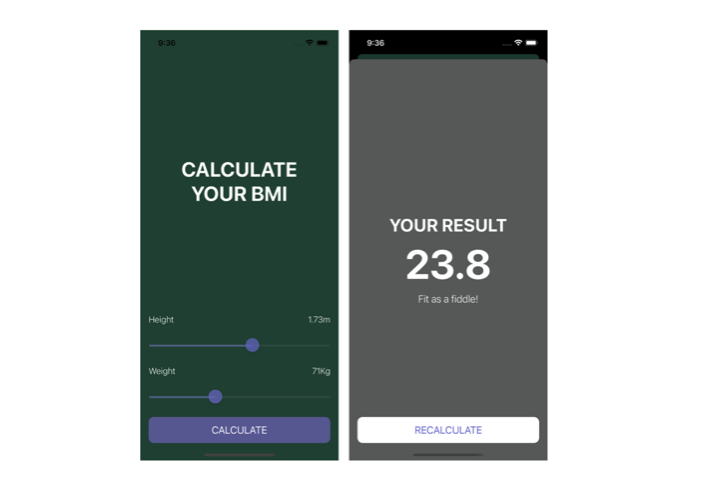 9:36
CALCULATE
YOUR BMI
Height 1.73m
Weight 71Kg
CALCULATE
9:36
YOUR RESULT
23.8
Fit as a fiddle!
RECALCULATE